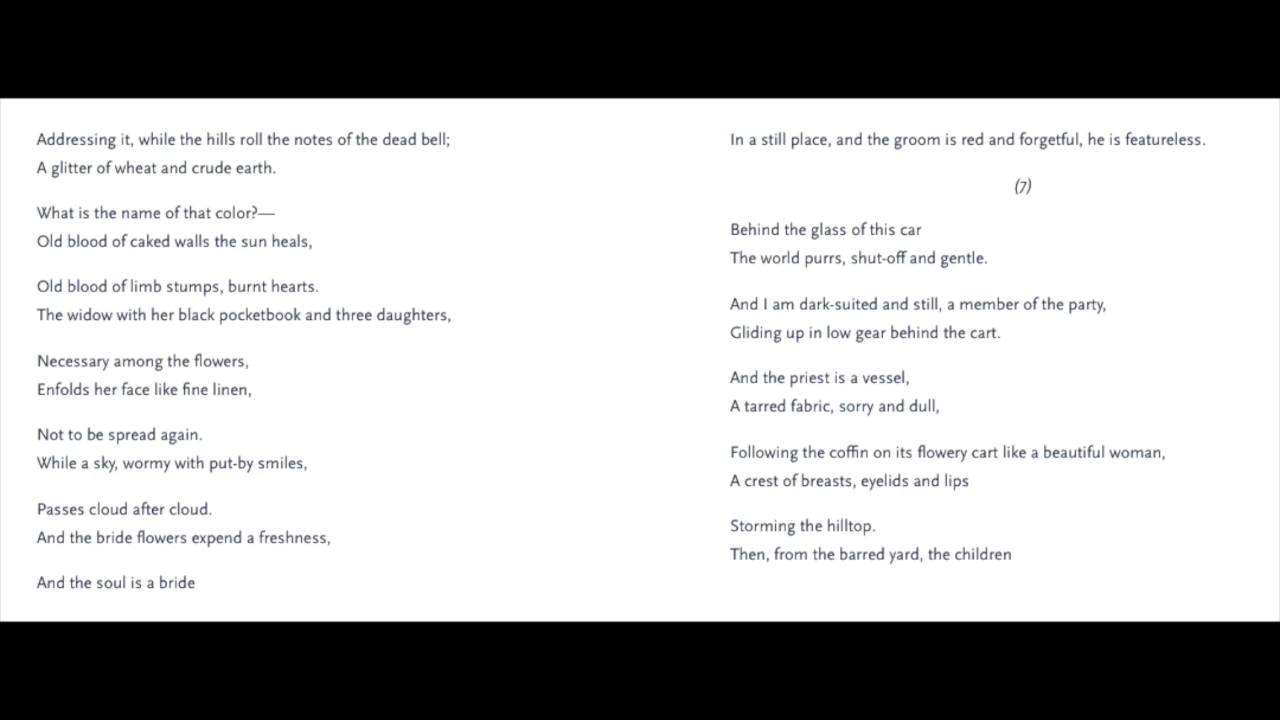 Addressing it, while the hills roll the notes of the dead bell;
A glitter of wheat and crude earth.
What is the name of that color?—
Old blood of caked walls the sun heals,
Old blood of limb stumps, burnt hearts.
The widow with her black pocketbook and three daughters,
Necessary among the flowers,
Enfolds her face like fine linen,
Not to be spread again.
While a sky, wormy with put-by smiles,
Passes cloud after cloud.
And the bride flowers expend a freshness,
And the soul is a bride
In a still place, and the groom is red and forgetful, he is featureless.
(7)
Behind the glass of this car
The world purrs, shut-off and gentle.
And I am dark-suited and still, a member of the party,
Gliding up in low gear behind the cart.
And the priest is a vessel,
A tarred fabric, sorry and dull,
Following the coffin on its flowery cart like a beautiful woman,
A crest of breasts, eyelids and lips
Storming the hilltop.
Then, from the barred yard, the children